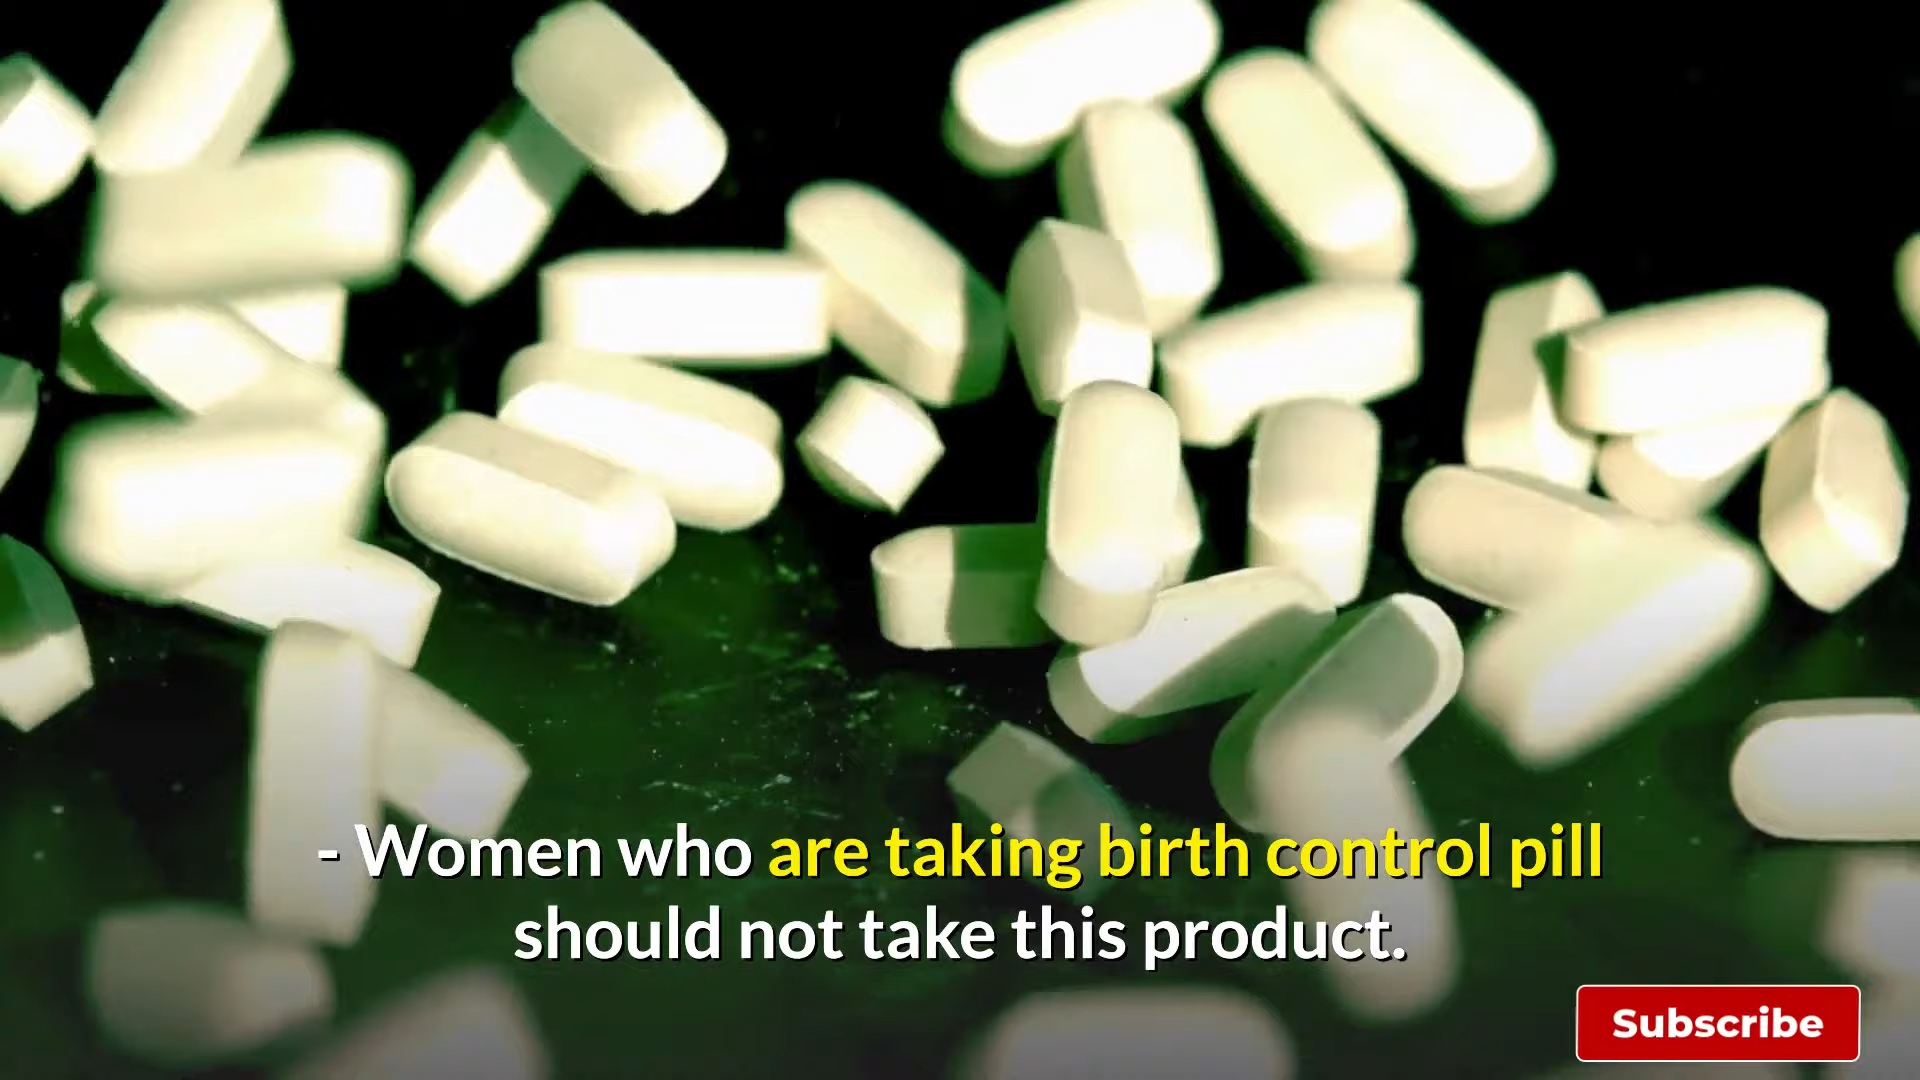 - Women who are taking birth control pill
should not take this product.
Subscribe